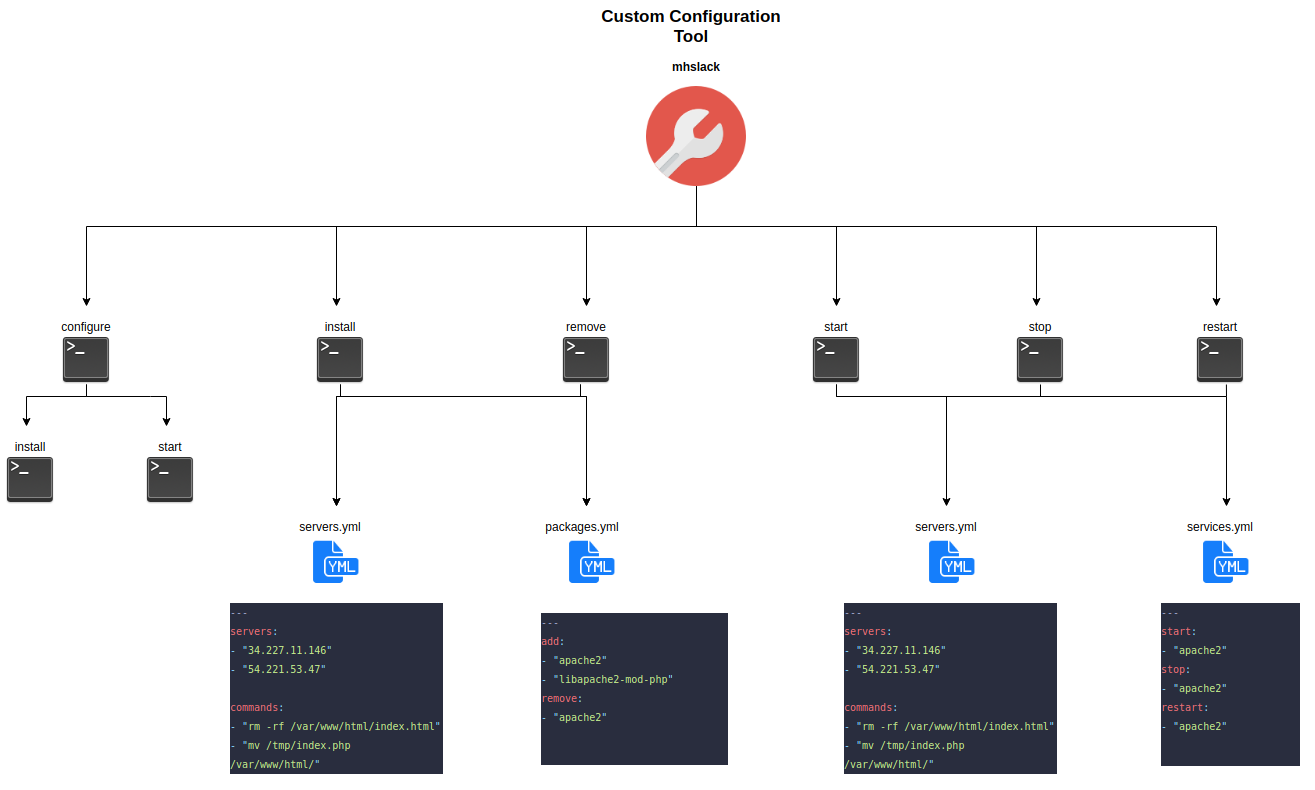 Custom Configuration
Tool
mhslack
configure
install
remove
start
stop
restart
>_
>_
>_
>_
>_
>_
install
start
>_
>_
servers.yml
packages.yml
servers.yml
services.yml
YML
YML
YML
YML
---
servers:
- "34.227.11.146"
- "54.221.53.47"
commands:
- "rm -rf /var/www/html/index.html"
- "mv /tmp/index.php
/var/www/html/"
---
add:
- "apache2"
- "libapache2-mod-php"
remove:
- "apache2"
---
servers:
- "34.227.11.146"
- "54.221.53.47"
commands:
- "rm -rf /var/www/html/index.html"
- "mv /tmp/index.php
/var/www/html/"
---
start:
- "apache2"
stop:
- "apache2"
restart:
- "apache2"